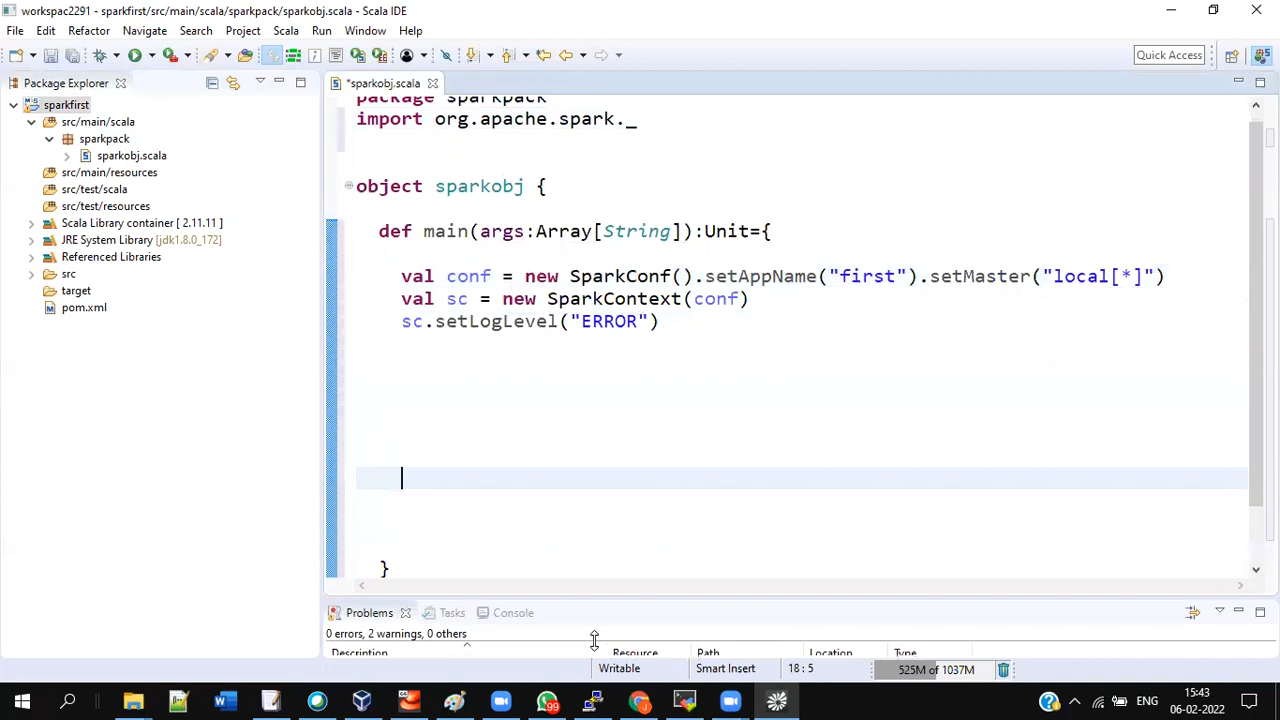 workspac2291 - sparkfirst/src/main/scala/sparkpack/sparkobj.scala - Scala IDE
File Edit Refactor Navigate Search Project Scala Run Window Help
Quick Access
Package Explorer
*sparkobj.scala
sparkfirst
src/main/scala
sparkpack
sparkobj.scala
src/main/resources
src/test/scala
src/test/resources
Scala Library container [ 2.11.11 ]
JRE System Library [jdk1.8.0_172]
Referenced Libraries
src
target
pom.xml
package sparkpack
import org.apache.spark._
object sparkobj {
def main(args:Array[String]):Unit={
val conf = new SparkConf().setAppName("first").setMaster("local[*]")
val sc = new SparkContext(conf)
sc.setLogLevel("ERROR")
}
Problems Tasks Console
0 errors, 2 warnings, 0 others
Description Resource Path Location Type
Writable Smart Insert 18 : 5 525M of 1037M
99
ENG
15:43
06-02-2022